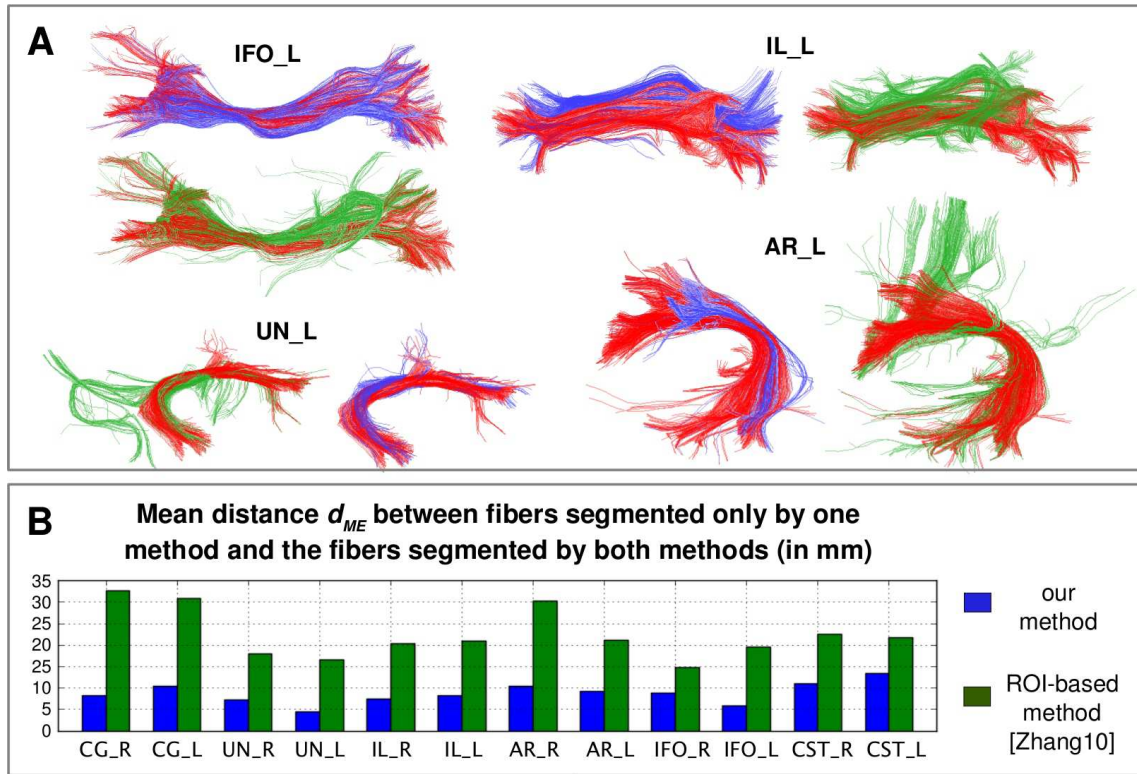 A
IFO_L
IL_L
AR_L
UN_L
B
Mean distance d_ME between fibers segmented only by one
method and the fibers segmented by both methods (in mm)
35
30
25
20
25
10
5
0
CG_R CG_L UN_R UN_L IL_R IL_L AR_R AR_L IFO_R IFO_L CST_R CST_L
our
method
ROI-based
method
[Zhang10]